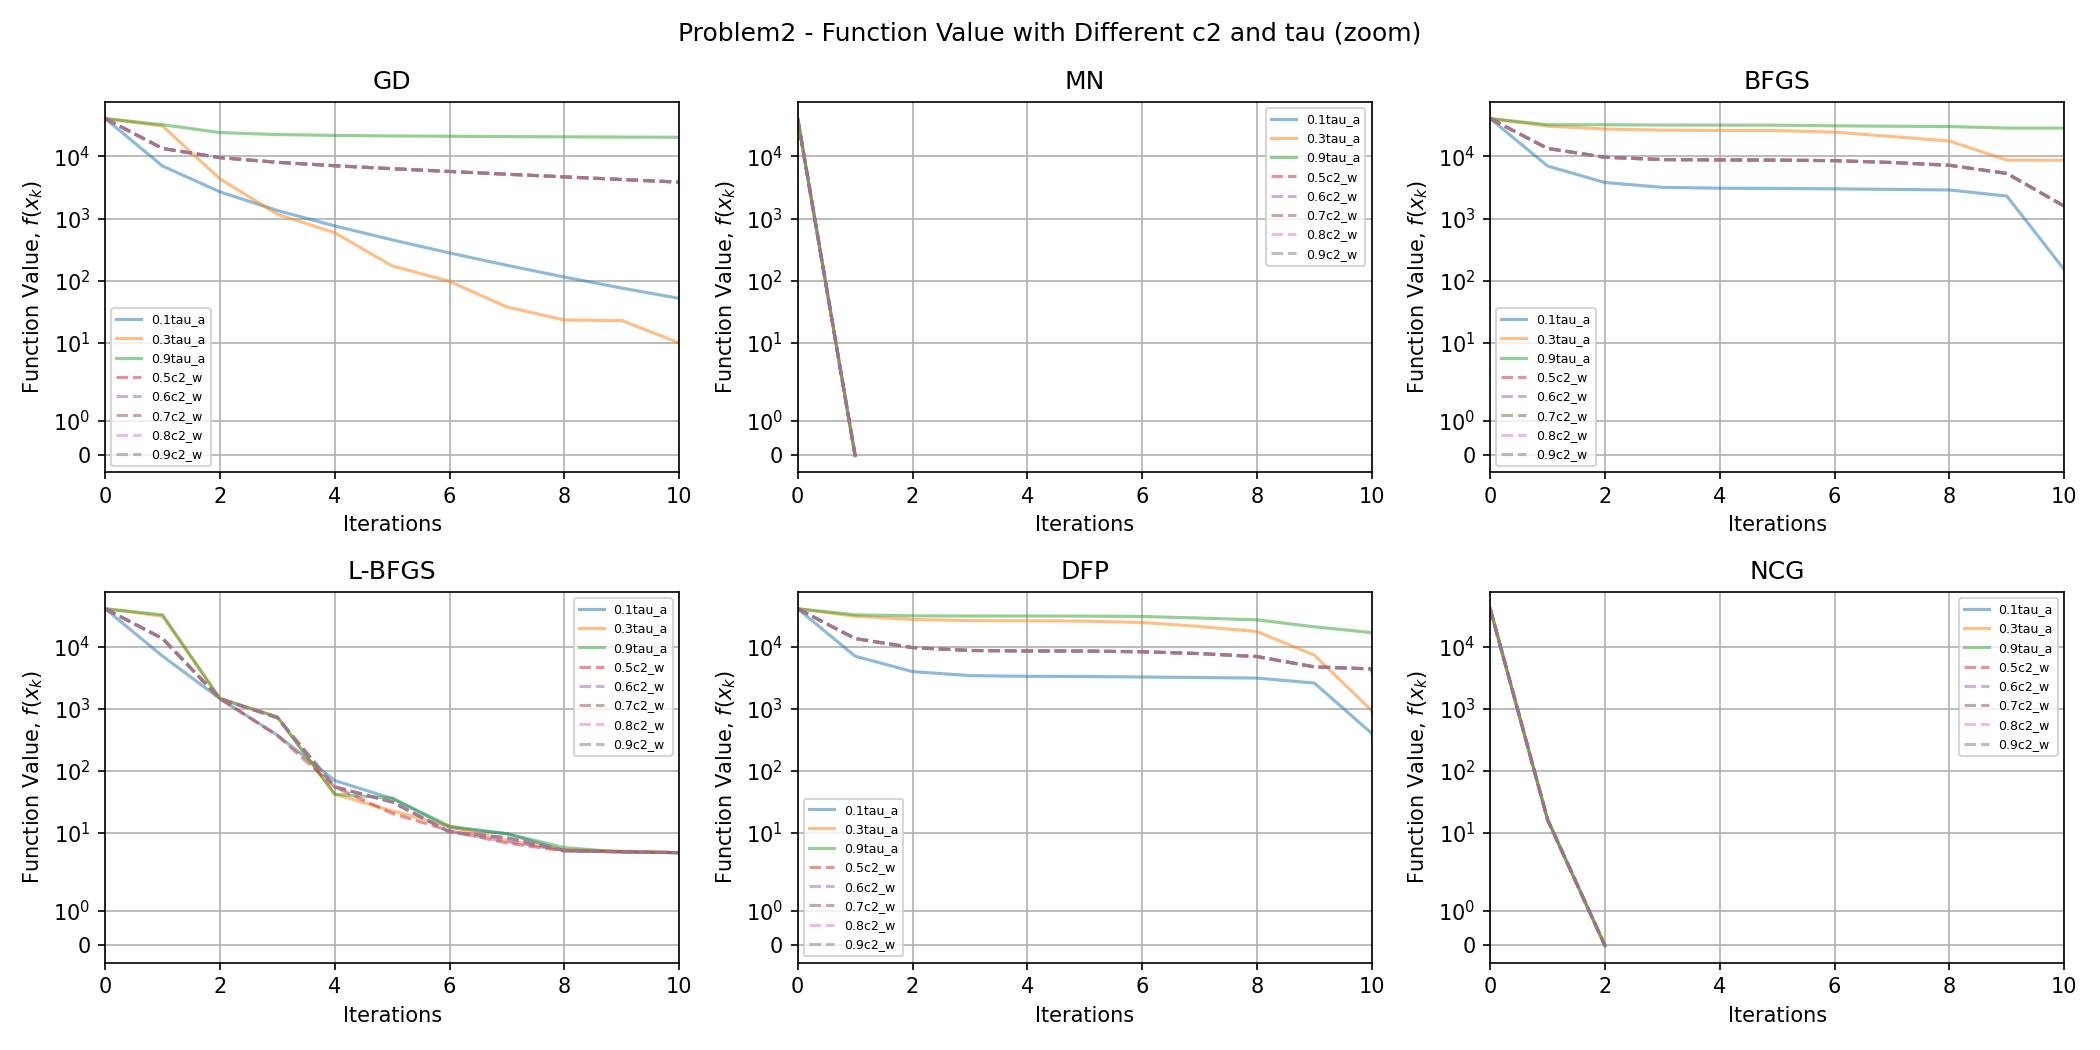 Problem2 - Function Value with Different c2 and tau (zoom)
GD
Function Value, f(x_k)
10^4
10^3
10^2
10^1
10^0
0
0.1tau_a
0.3tau_a
0.9tau_a
0.5c2_w
0.6c2_w
0.7c2_w
0.8c2_w
0.9c2_w
0 2 4 6 8 10
Iterations
MN
Function Value, f(x_k)
10^4
10^3
10^2
10^1
10^0
0
0.1tau_a
0.3tau_a
0.9tau_a
0.5c2_w
0.6c2_w
0.7c2_w
0.8c2_w
0.9c2_w
0 2 4 6 8 10
Iterations
BFGS
Function Value, f(x_k)
10^4
10^3
10^2
10^1
10^0
0
0.1tau_a
0.3tau_a
0.9tau_a
0.5c2_w
0.6c2_w
0.7c2_w
0.8c2_w
0.9c2_w
0 2 4 6 8 10
Iterations
L-BFGS
Function Value, f(x_k)
10^4
10^3
10^2
10^1
10^0
0
0.1tau_a
0.3tau_a
0.9tau_a
0.5c2_w
0.6c2_w
0.7c2_w
0.8c2_w
0.9c2_w
0 2 4 6 8 10
Iterations
DFP
Function Value, f(x_k)
10^4
10^3
10^2
10^1
10^0
0
0.1tau_a
0.3tau_a
0.9tau_a
0.5c2_w
0.6c2_w
0.7c2_w
0.8c2_w
0.9c2_w
0 2 4 6 8 10
Iterations
NCG
Function Value, f(x_k)
10^4
10^3
10^2
10^1
10^0
0
0.1tau_a
0.3tau_a
0.9tau_a
0.5c2_w
0.6c2_w
0.7c2_w
0.8c2_w
0.9c2_w
0 2 4 6 8 10
Iterations